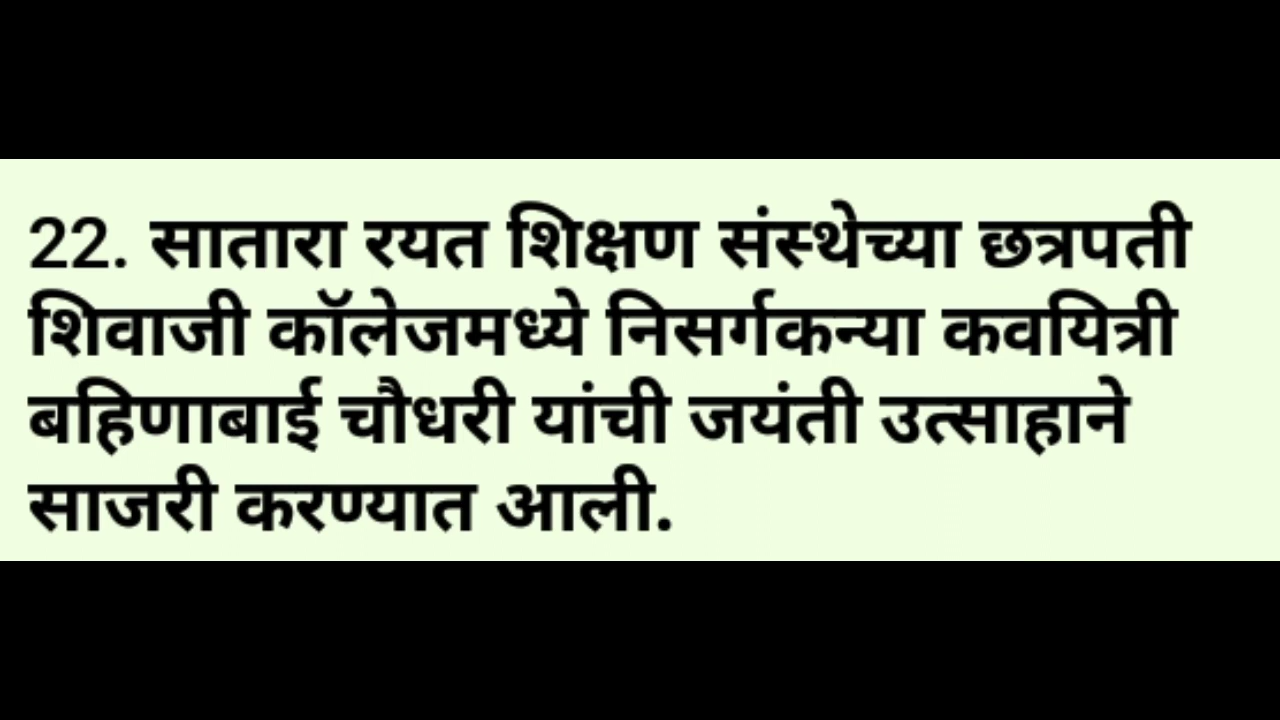 22. सातारा रयत शिक्षण संस्थेच्या छत्रपती
शिवाजी कॉलेजमध्ये निसर्गकन्या कवयित्री
बहिणाबाई चौधरी यांची जयंती उत्साहाने
साजरी करण्यात आली.